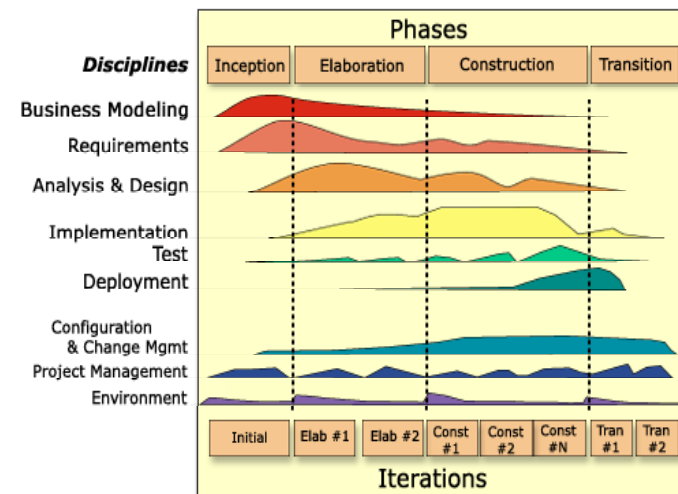 Phases
Disciplines Inception Elaboration Construction Transition
Business Modeling
Requirements
Analysis & Design
Implementation
Test
Deployment
Configuration
& Change Mgmt
Project Management
Environment
Initial Elab #1 Elab #2 Const #1 Const #2 Const #N Tran #1 Tran #2
Iterations